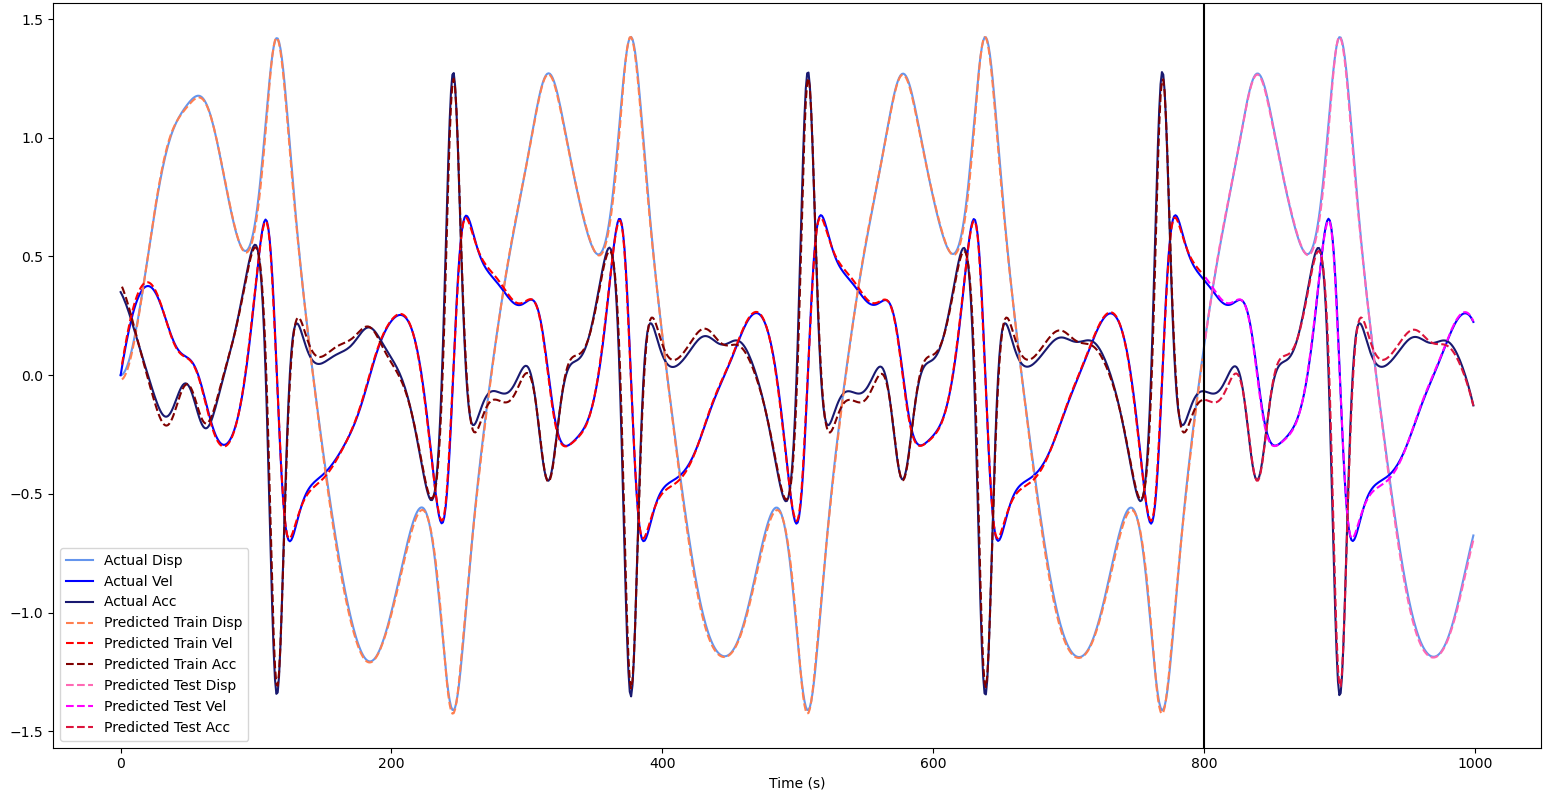 1.5
1.0
0.5
0.0
−0.5
−1.0
−1.5
Actual Disp
Actual Vel
Actual Acc
Predicted Train Disp
Predicted Train Vel
Predicted Train Acc
Predicted Test Disp
Predicted Test Vel
Predicted Test Acc
0 200 400 600 800 1000
Time (s)